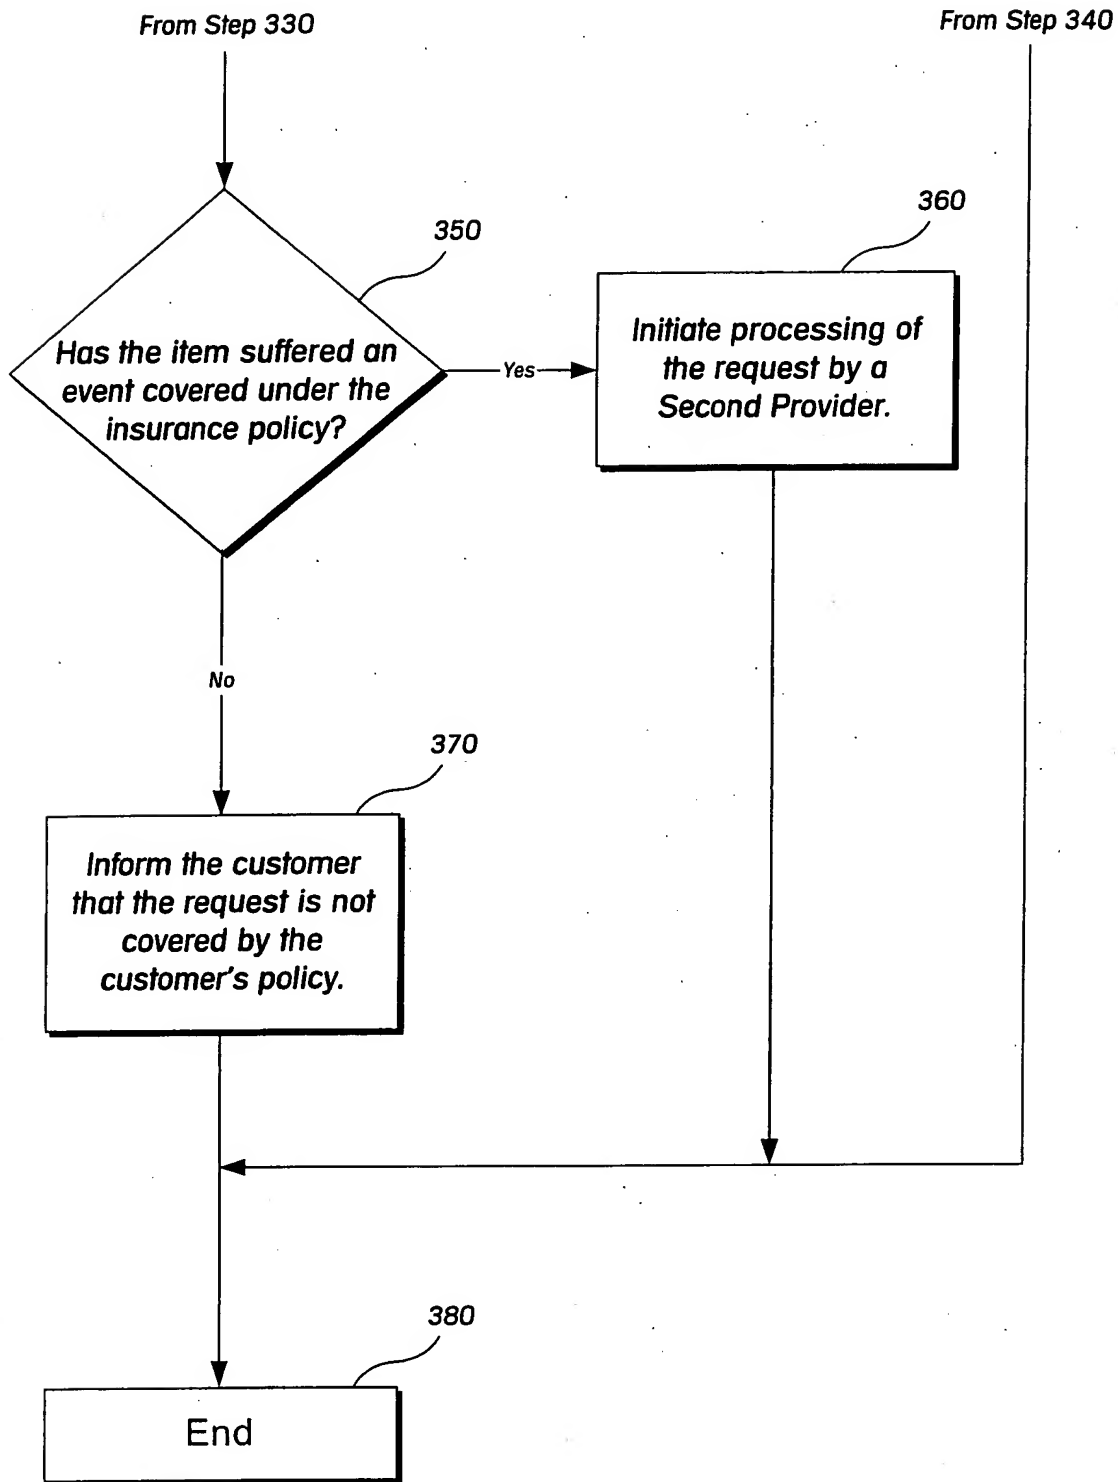 From Step 330
From Step 340
350
Has the item suffered an
event covered under the
insurance policy?
Yes
360
Initiate processing of
the request by a
Second Provider.
No
370
Inform the customer
that the request is not
covered by the
customer's policy.
380
End